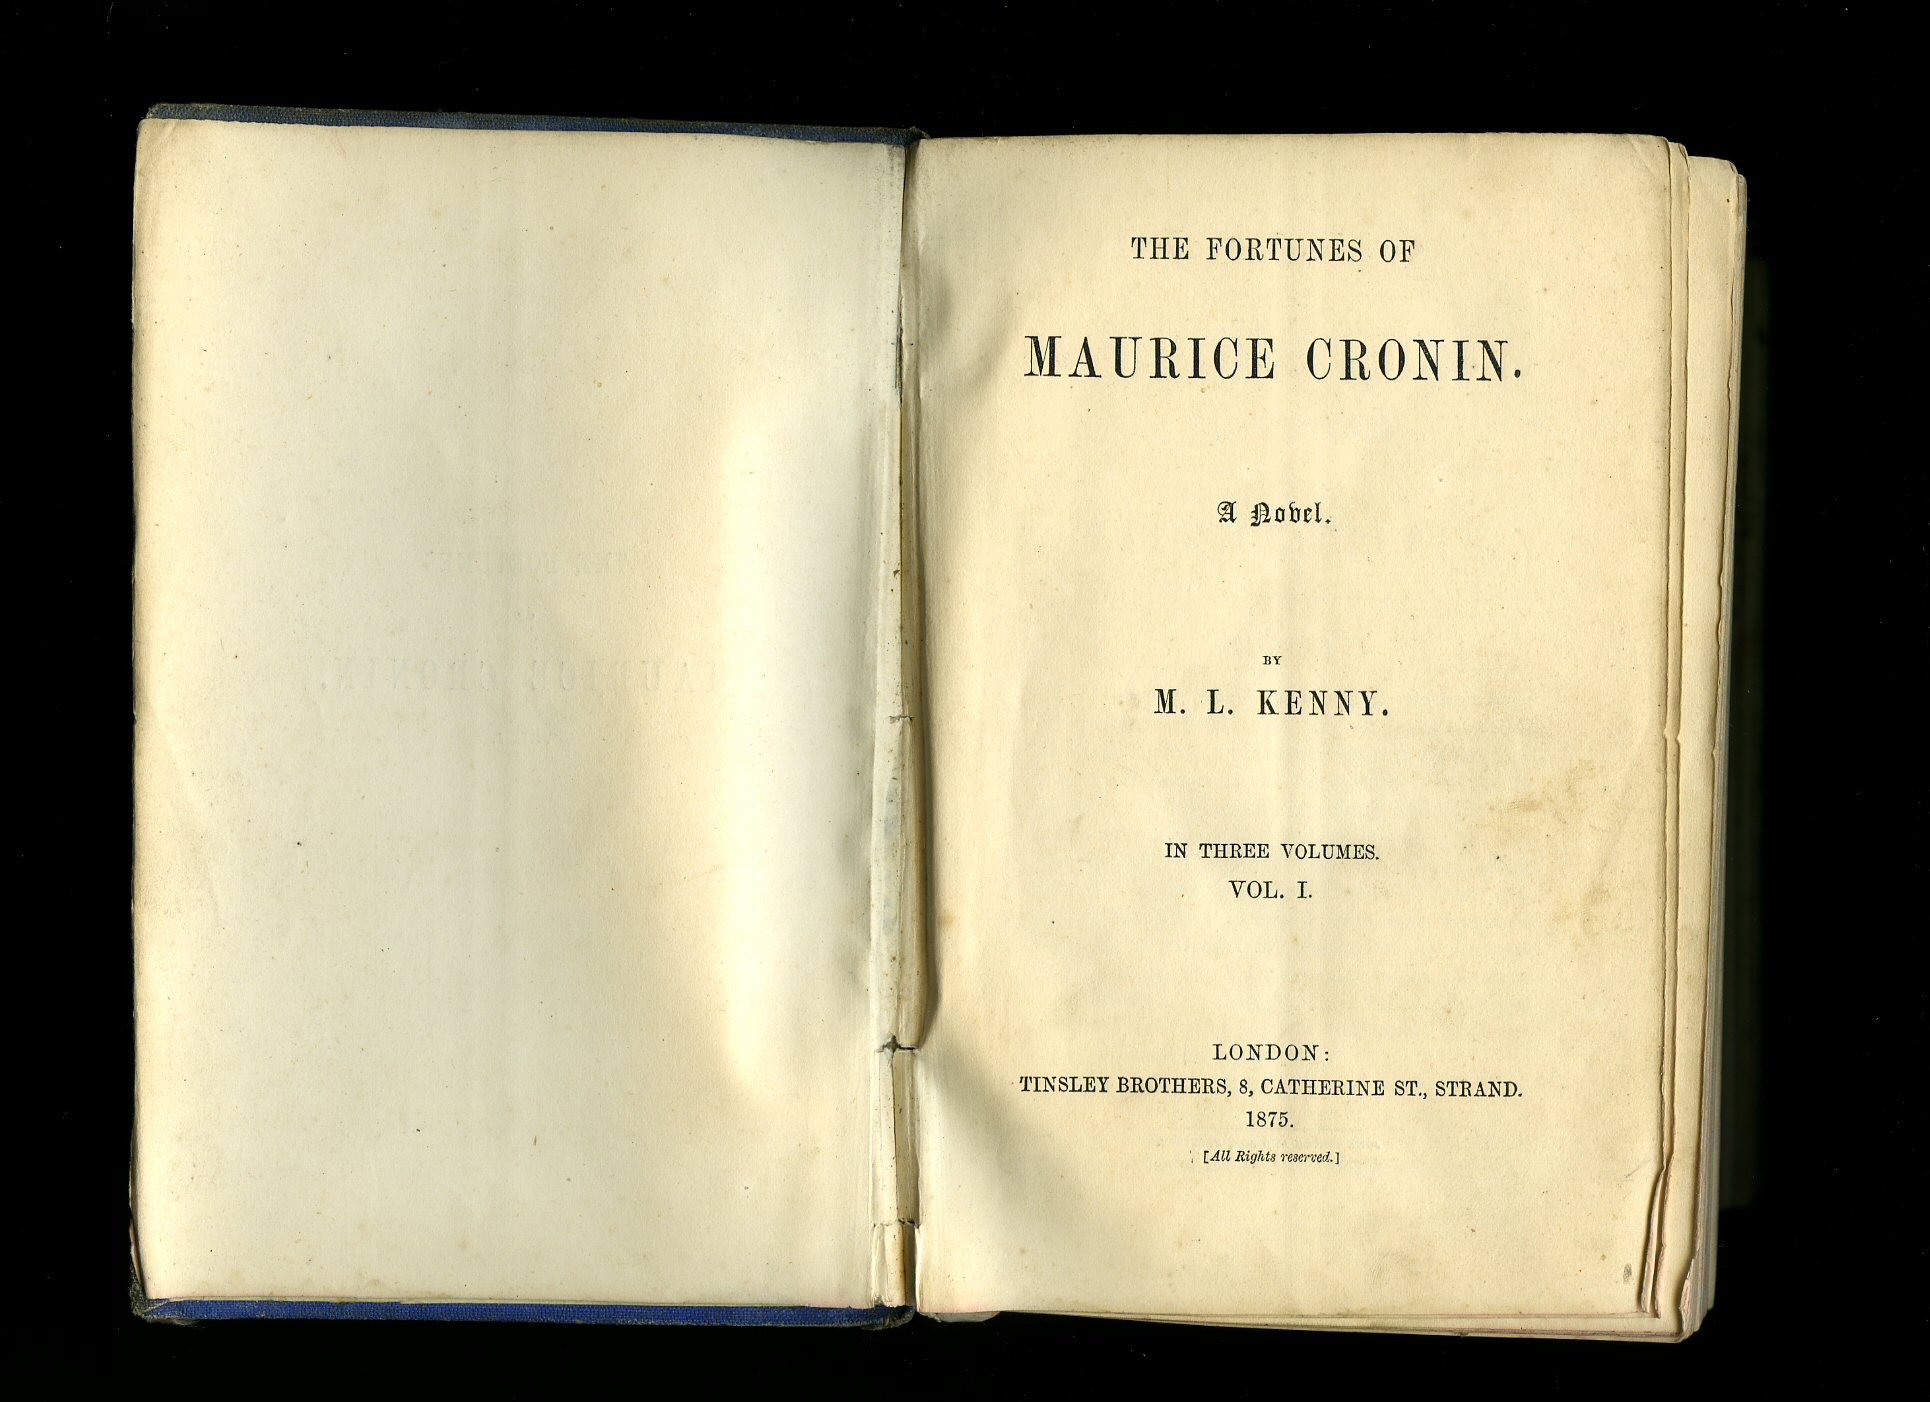 THE FORTUNES OF
MAURICE CRONIN.
A Novel.
BY
M. L. KENNY.
IN THREE VOLUMES.
VOL. I.
LONDON:
TINSLEY BROTHERS, 8, CATHERINE ST., STRAND.
1875.
[All Rights reserved.]